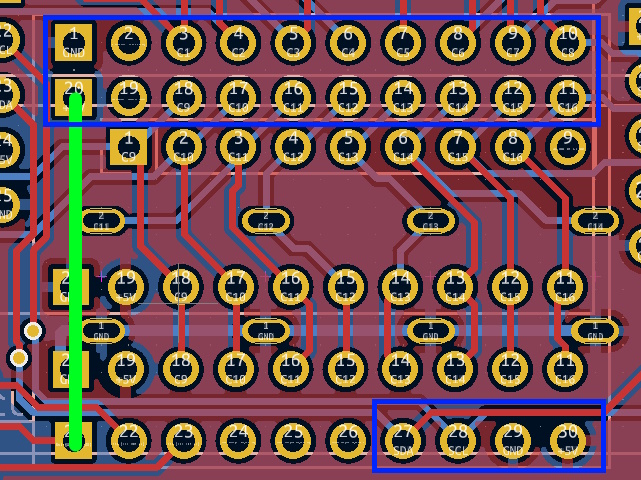 1 2 3 4 5 6 7 8 9 10
GND C1 C2 C3 C4 C5 C6 C7 C8
20 19 18 17 16 15 14 13 12 11
C9 C10 C11 C12 C13 C14 C15 C16
1 2 3 4 5 6 7 8 9
C9 C10 C11 C12 C13 C14 C15 C16
2 2 2 2
C11 C12 C13 C14
2 19 18 17 16 15 14 13 12 11
G +5V C9 C10 C11 C12 C13 C14 C15 C16
1 1 1 1
GND GND GND GND
2 19 18 17 16 15 14 13 12 11
G +5V C9 C10 C11 C12 C13 C14 C15 C16
22 23 24 25 26 27 28 29 30
SDA SCL GND +5V